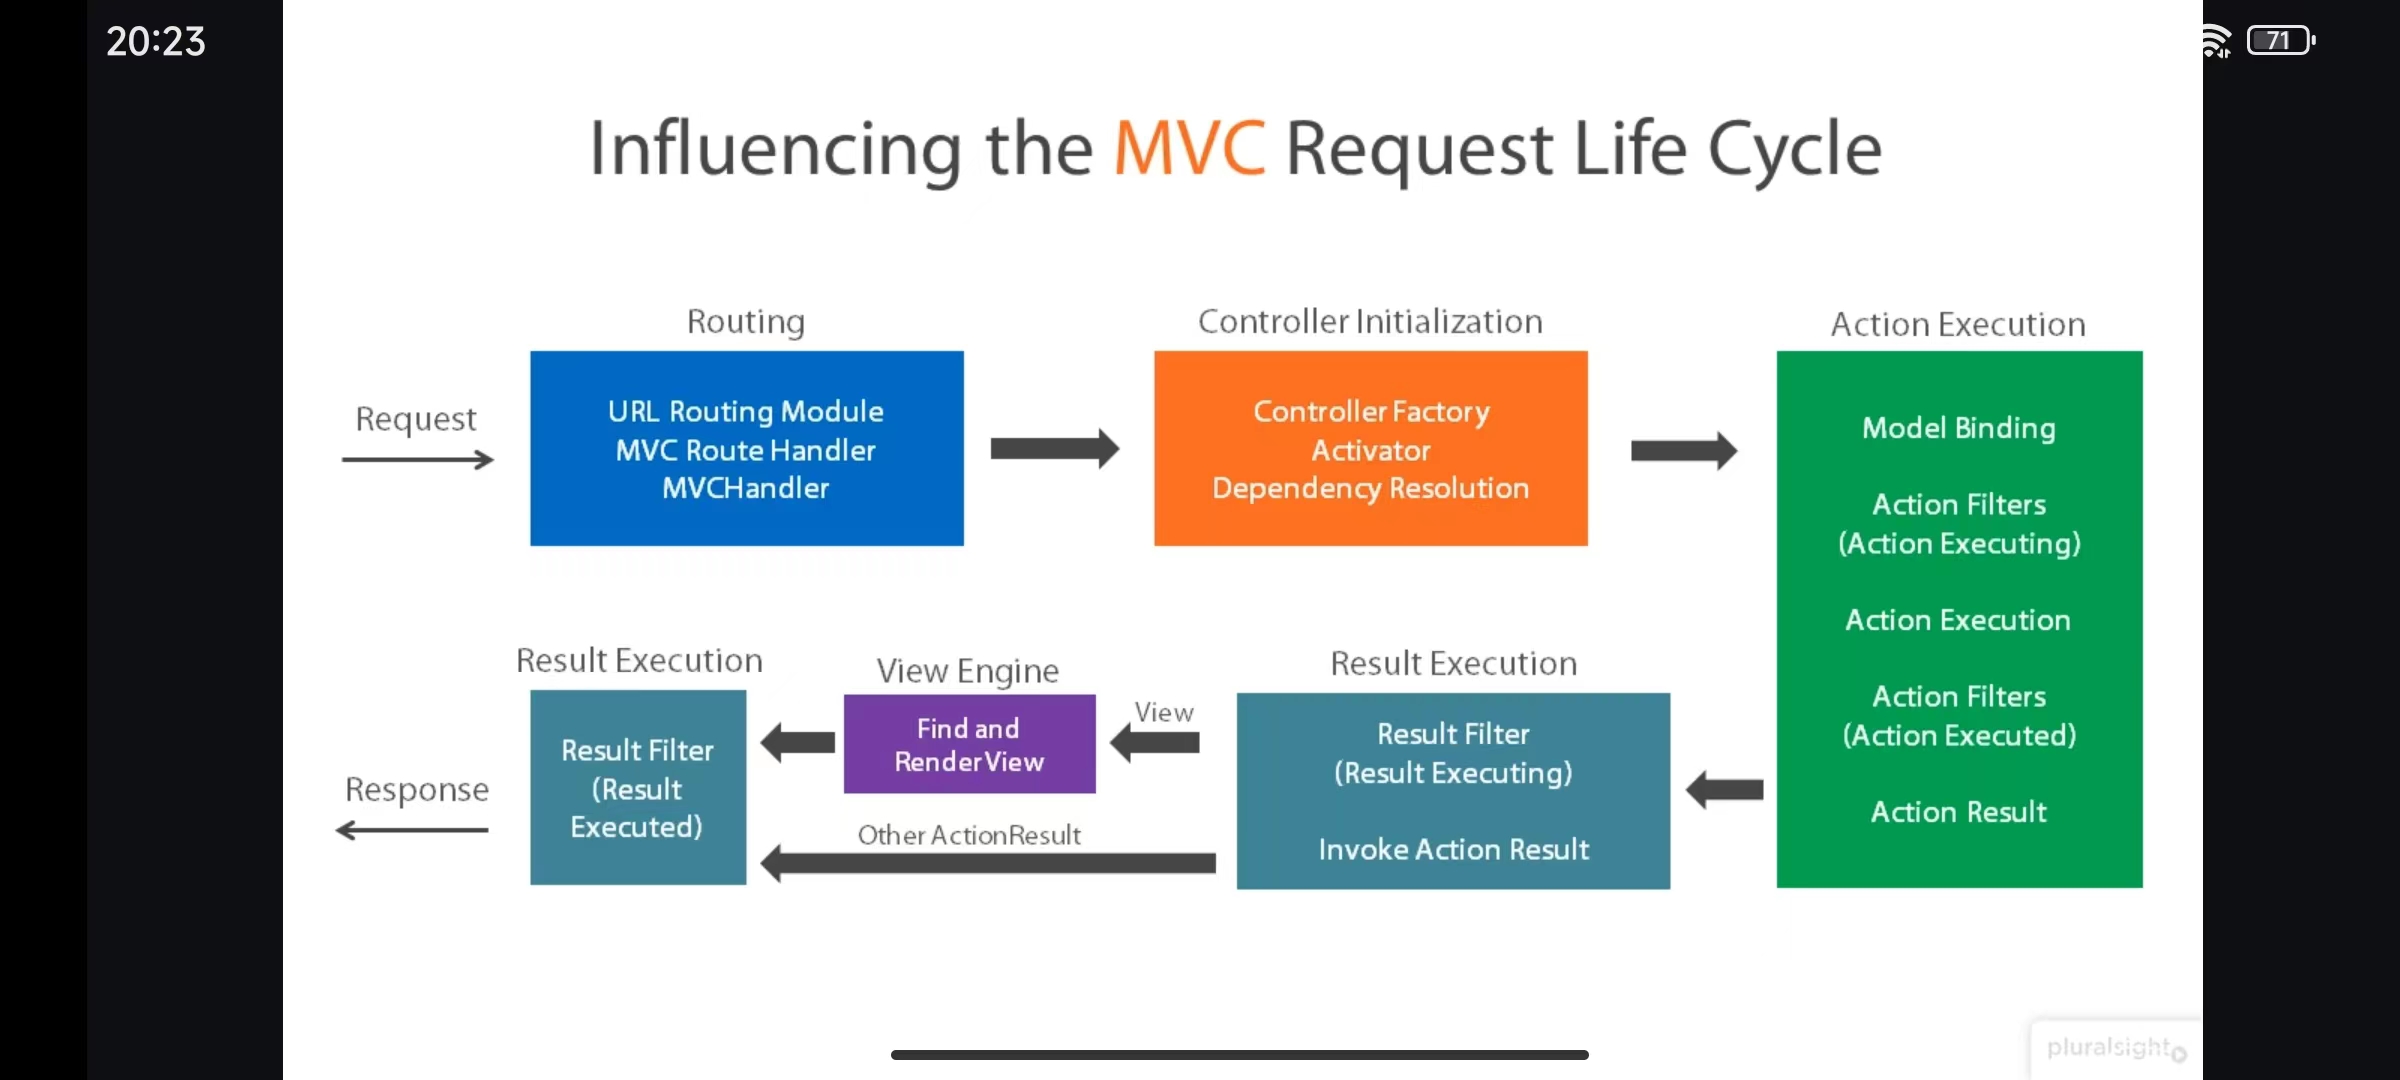 20:23
71
Influencing the MVC Request Life Cycle
Routing
Controller Initialization
Action Execution
Request
URL Routing Module
MVC Route Handler
MVCHandler
Controller Factory
Activator
Dependency Resolution
Model Binding
Action Filters
(Action Executing)
Action Execution
Action Filters
(Action Executed)
Action Result
Result Execution
View Engine
Result Execution
Response
Result Filter
(Result
Executed)
Find and
Render View
View
Other ActionResult
Result Filter
(Result Executing)
Invoke Action Result
pluralsight